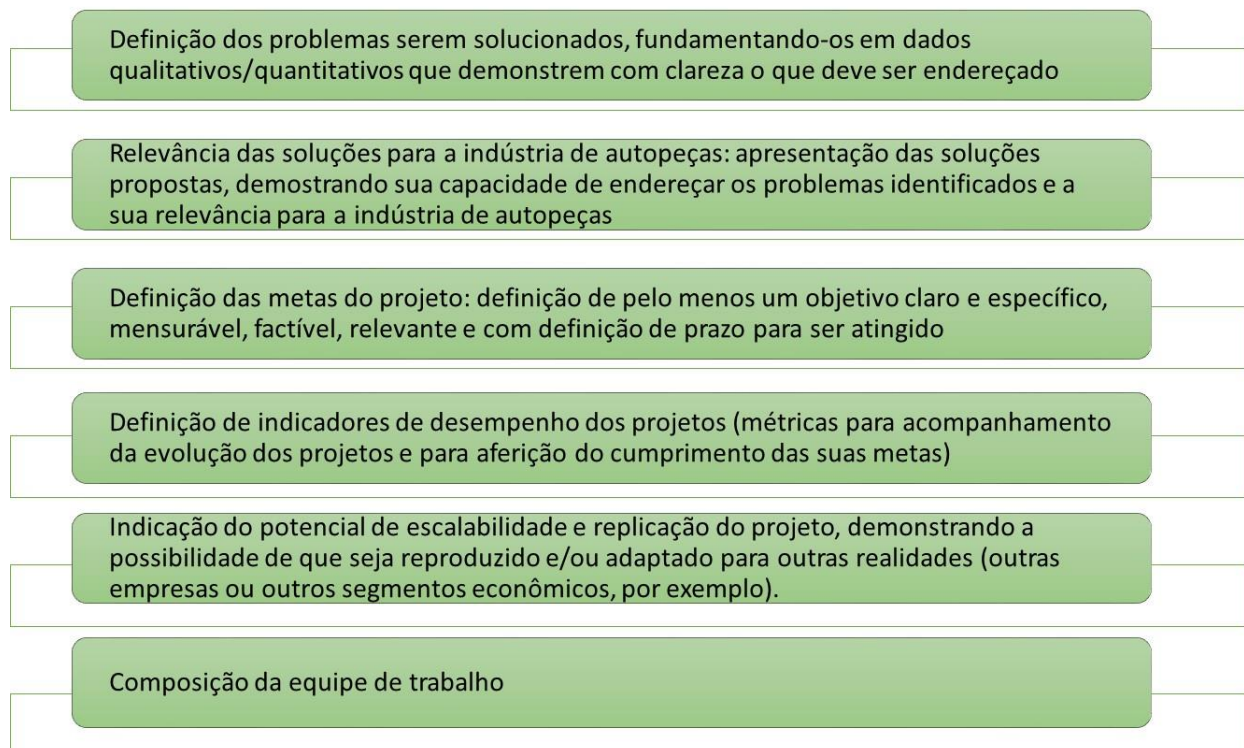 Definição dos problemas serem solucionados, fundamentando-os em dados
qualitativos/quantitativos que demonstrem com clareza o que deve ser endereçado
Relevância das soluções para a indústria de autopeças: apresentação das soluções
propostas, demostrando sua capacidade de endereçar os problemas identificados e a
sua relevância para a indústria de autopeças
Definição das metas do projeto: definição de pelo menos um objetivo claro e específico,
mensurável, factível, relevante e com definição de prazo para ser atingido
Definição de indicadores de desempenho dos projetos (métricas para acompanhamento
da evolução dos projetos e para aferição do cumprimento das suas metas)
Indicação do potencial de escalabilidade e replicação do projeto, demonstrando a
possibilidade de que seja reproduzido e/ou adaptado para outras realidades (outras
empresas ou outros segmentos econômicos, por exemplo).
Composição da equipe de trabalho